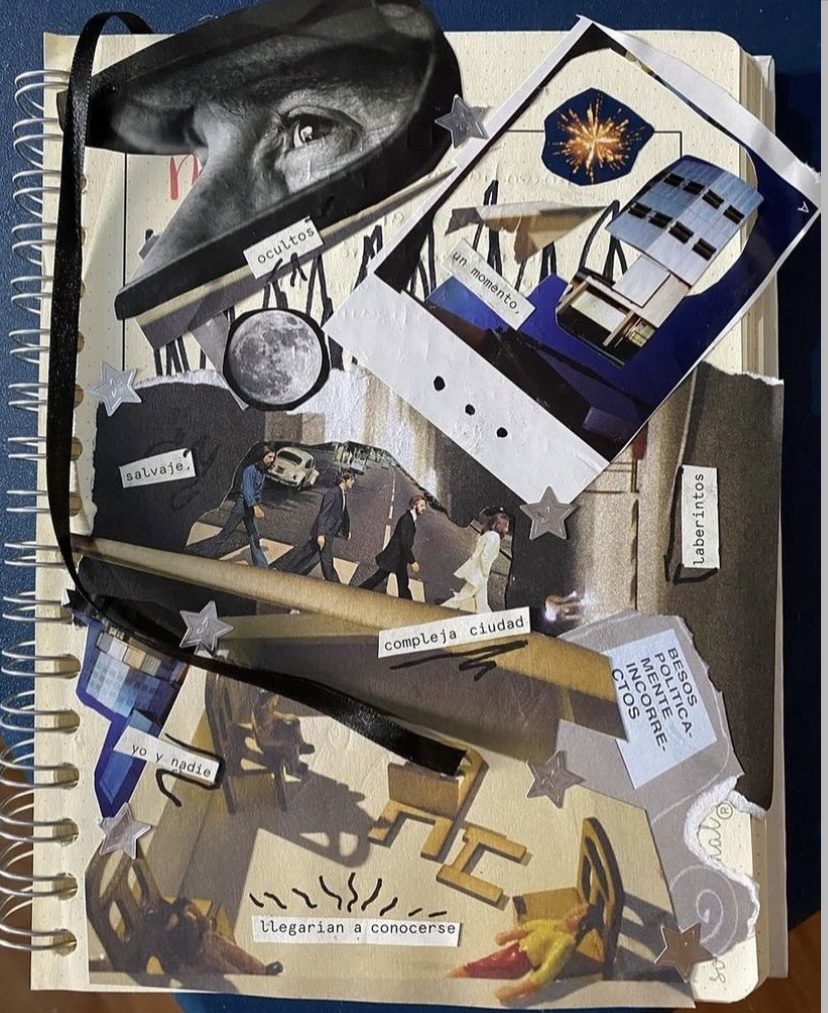 ocultos
un momento,
salvaje,
laberintos
compleja ciudad
BESOS
POLITICA-
MENTE
INCORRE-
CTOS
yo y nadie
llegarian a conocerse